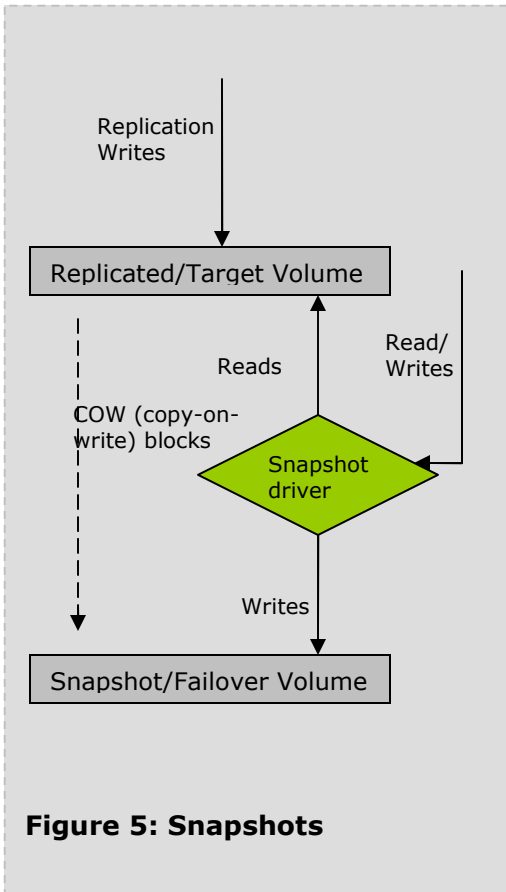 Replication
Writes
Replicated/Target Volume
Read/
Writes
Reads
COW (copy-on-
write) blocks
Snapshot
driver
Writes
Snapshot/Failover Volume
Figure 5: Snapshots